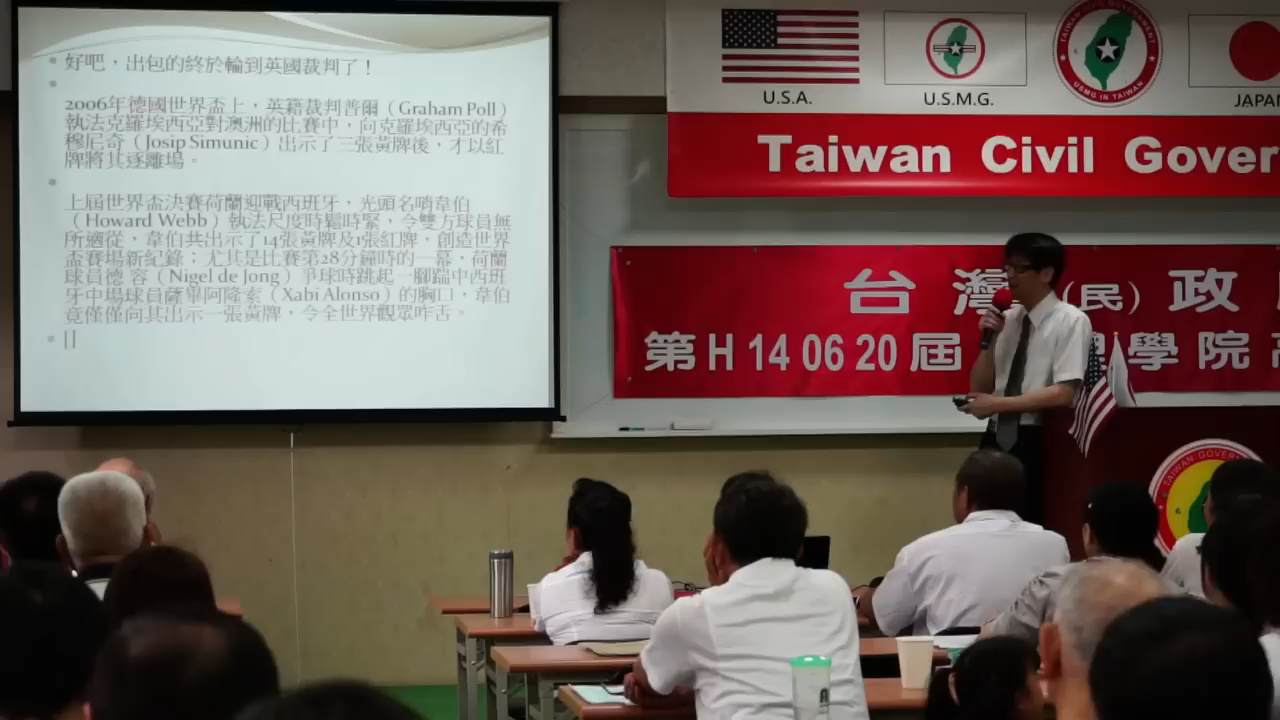 好吧，出包的終於輪到英國裁判了！
2006年德國世界盃上，英籍裁判普爾（Graham Poll）
執法克羅埃西亞對澳洲的比賽中，向克羅埃西亞的希
穆尼奇（Josip Simunic）出示了三張黃牌後，才以紅
牌將其逐離場。
上屆世界盃決賽荷蘭迎戰西班牙，光頭名哨韋伯
（Howard Webb）執法尺度時鬆時緊，令雙方球員無
所適從，韋伯共出示了14張黃牌及1張紅牌，創造世界
盃賽場新紀錄；尤其是比賽第28分鐘時的一幕，荷蘭
球員德 容（Nigel de Jong）爭球時跳起一腳踹中西班
牙中場球員薩畢阿隆索（Xabi Alonso）的胸口，韋伯
竟僅僅向其出示一張黃牌，令全世界觀眾咋舌。
[]
U.S.A.
U.S.M.G.
TAIWAN CIVIL GOVERNMENT
USMG IN TAIWAN
JAPA
Taiwan Civil Gover
台灣(民)政
第H 14 06 20屆 學院
TAIWAN GOVER